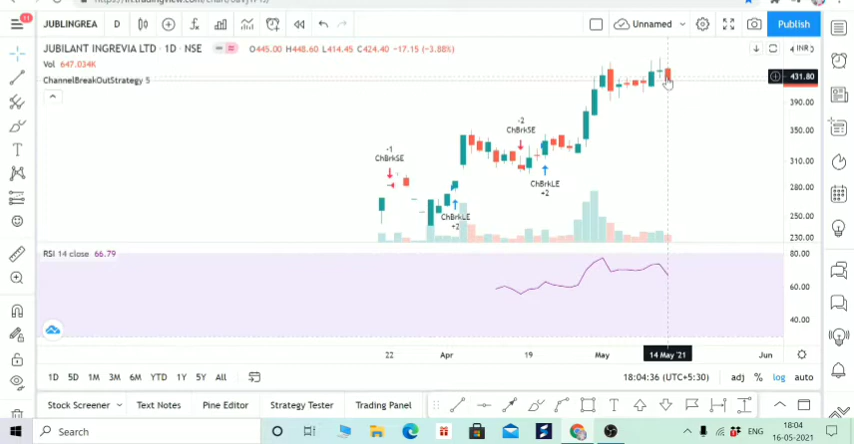 11
JUBLINGREA D
Unnamed
Publish
JUBILANT INGREVIA LTD · 1D · NSE O445.00 H448.60 L414.45 C424.40 -17.15 (-3.88%)
INR
Vol 647.034K
ChannelBreakOutStrategy 5
431.80
390.00
350.00
310.00
280.00
250.00
230.00
-1
ChBrkSE
-2
ChBrkSE
ChBrkLE
+2
ChBrkLE
+2
RSI 14 close 66.79
80.00
60.00
40.00
22 Apr 19 May 14 May '21 Jun
1D 5D 1M 3M 6M YTD 1Y 5Y All
18:04:36 (UTC+5:30) adj % log auto
Stock Screener Text Notes Pine Editor Strategy Tester Trading Panel
Search
ENG
18:04
16-05-2021